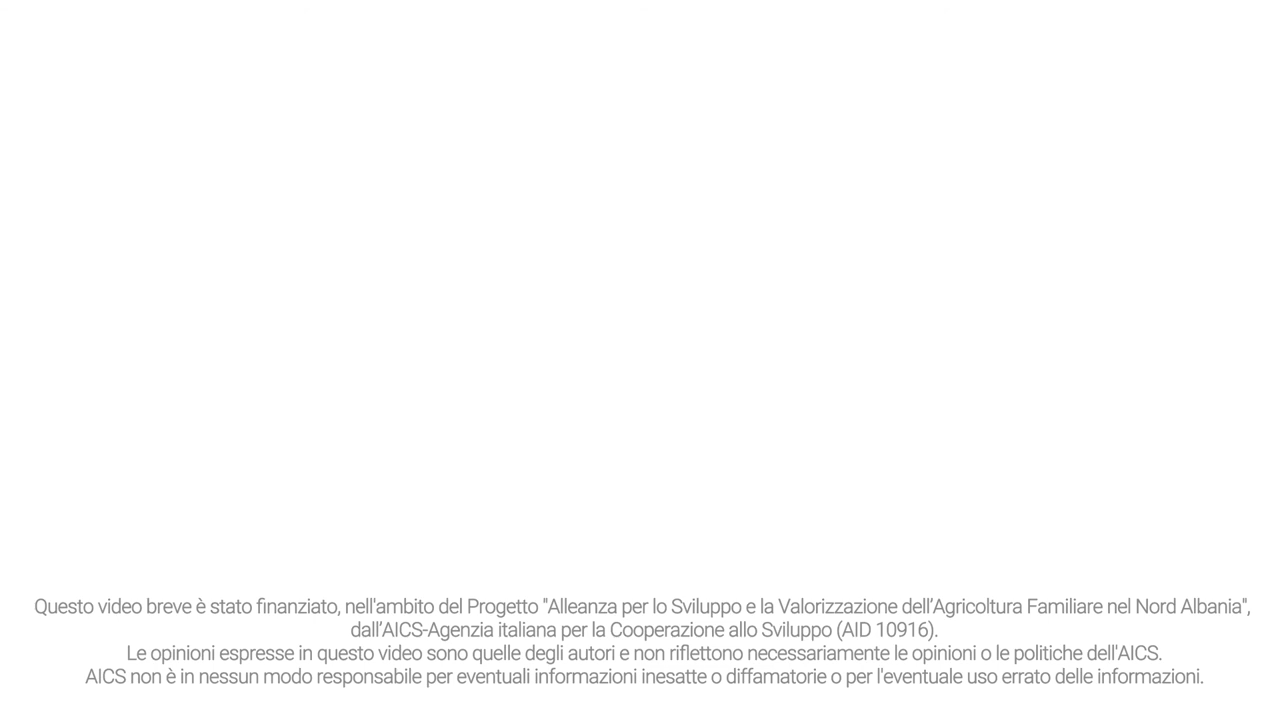 Questo video breve è stato finanziato, nell'ambito del Progetto "Alleanza per lo Sviluppo e la Valorizzazione dell’Agricoltura Familiare nel Nord Albania",
dall’AICS-Agenzia italiana per la Cooperazione allo Sviluppo (AID 10916).
Le opinioni espresse in questo video sono quelle degli autori e non riflettono necessariamente le opinioni o le politiche dell'AICS.
AICS non è in nessun modo responsabile per eventuali informazioni inesatte o diffamatorie o per l'eventuale uso errato delle informazioni.